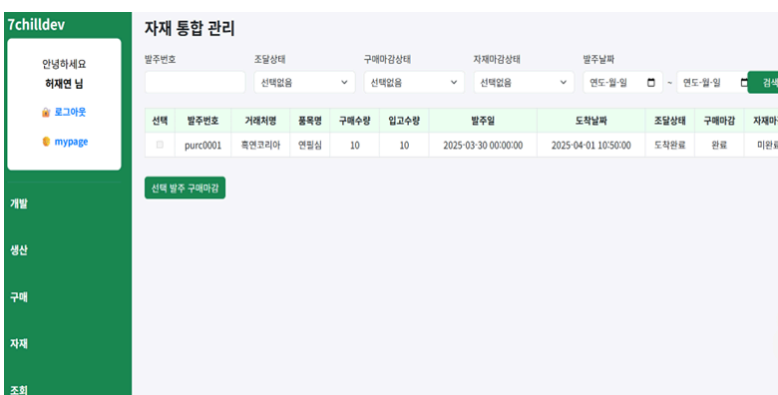 7chilldev
안녕하세요
허재연 님
로그아웃
mypage
개발
생산
구매
자재
조회
자재 통합 관리
발주번호 조달상태 구매마감상태 자재마감상태 발주날짜
선택없음 선택없음 선택없음 연도-월-일 ~ 연도-월-일 검색
선택 발주번호 거래처명 품목명 구매수량 입고수량 발주일 도착날짜 조달상태 구매마감 자재마
purc0001 흑연코리아 연필심 10 10 2025-03-30 00:00:00 2025-04-01 10:50:00 도착완료 완료 미완료
선택 발주 구매마감